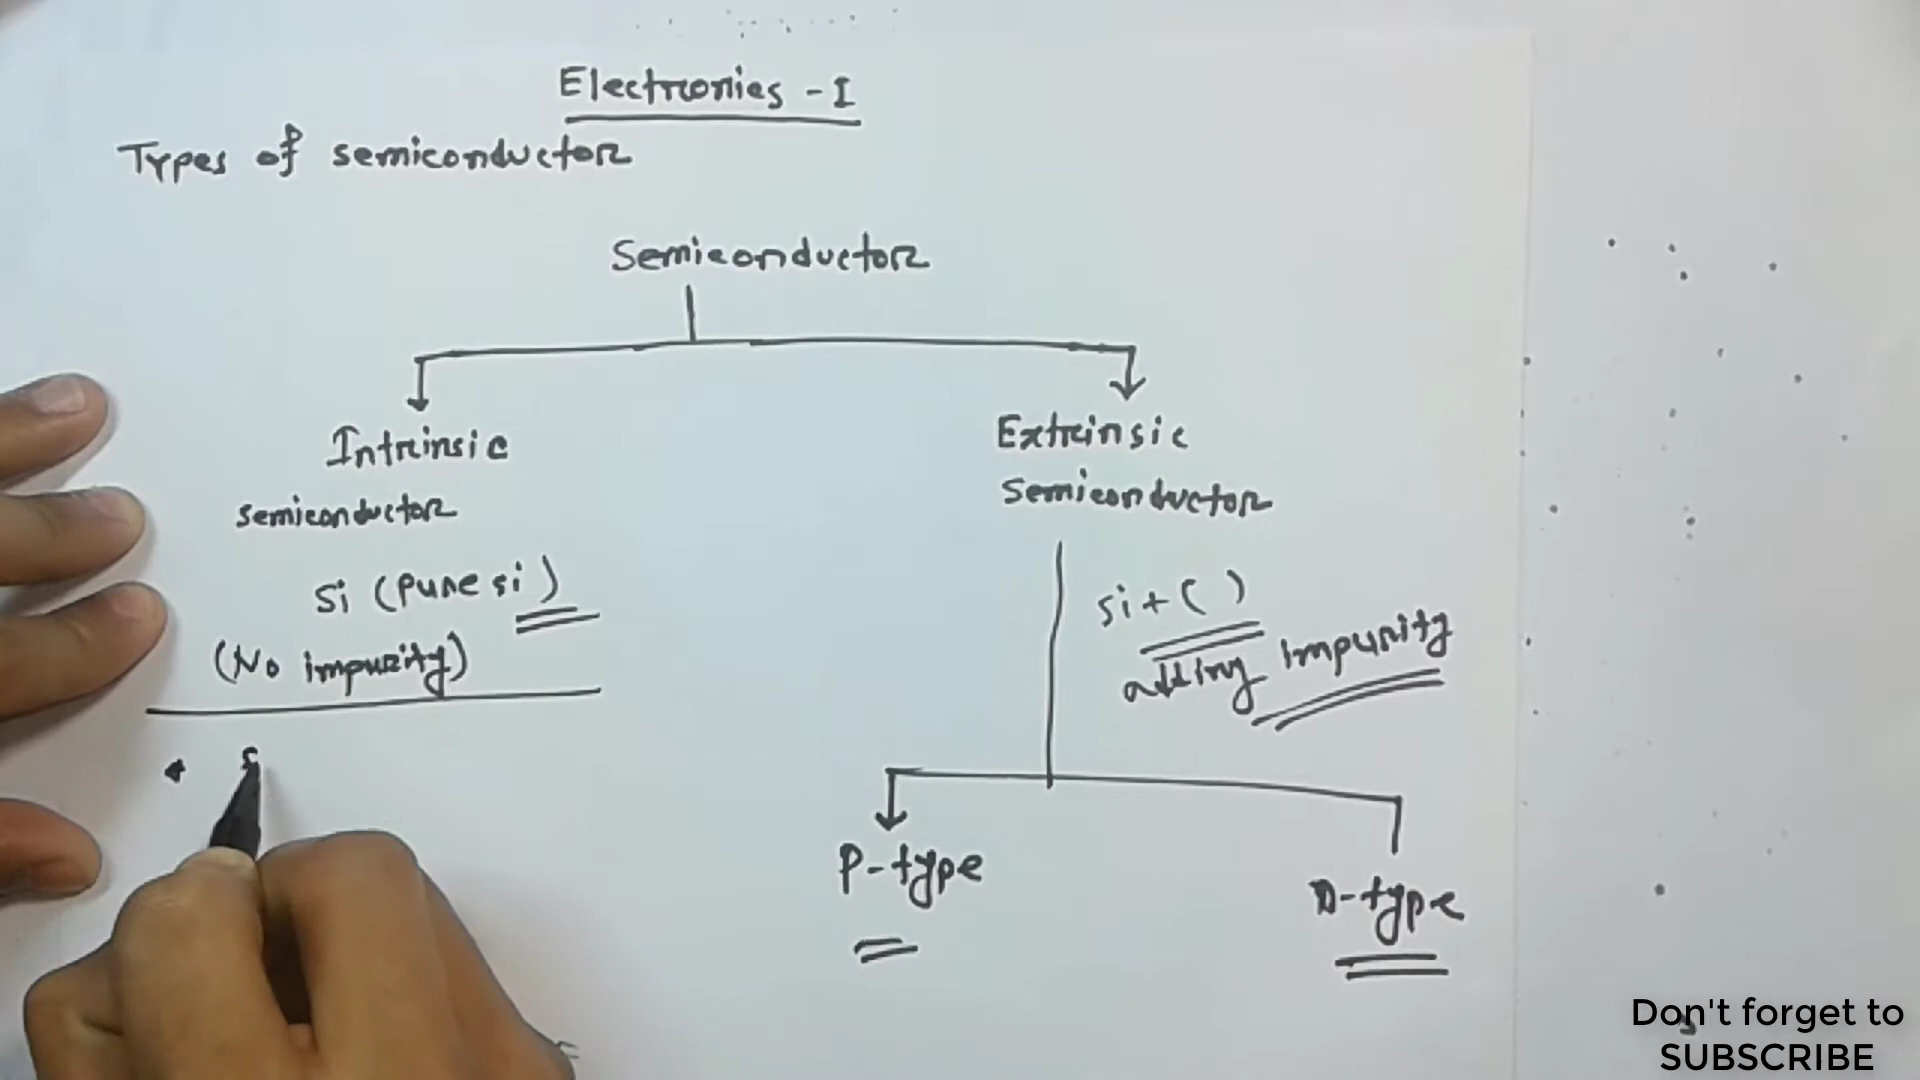 Electronics - I
Types of semiconductor
Semiconductor
Intrinsic
semiconductor
Si (pure si)
(No impurity)
Extrinsic
Semiconductor
si + ( )
adding impurity
P-type
n-type
Don't forget to
SUBSCRIBE